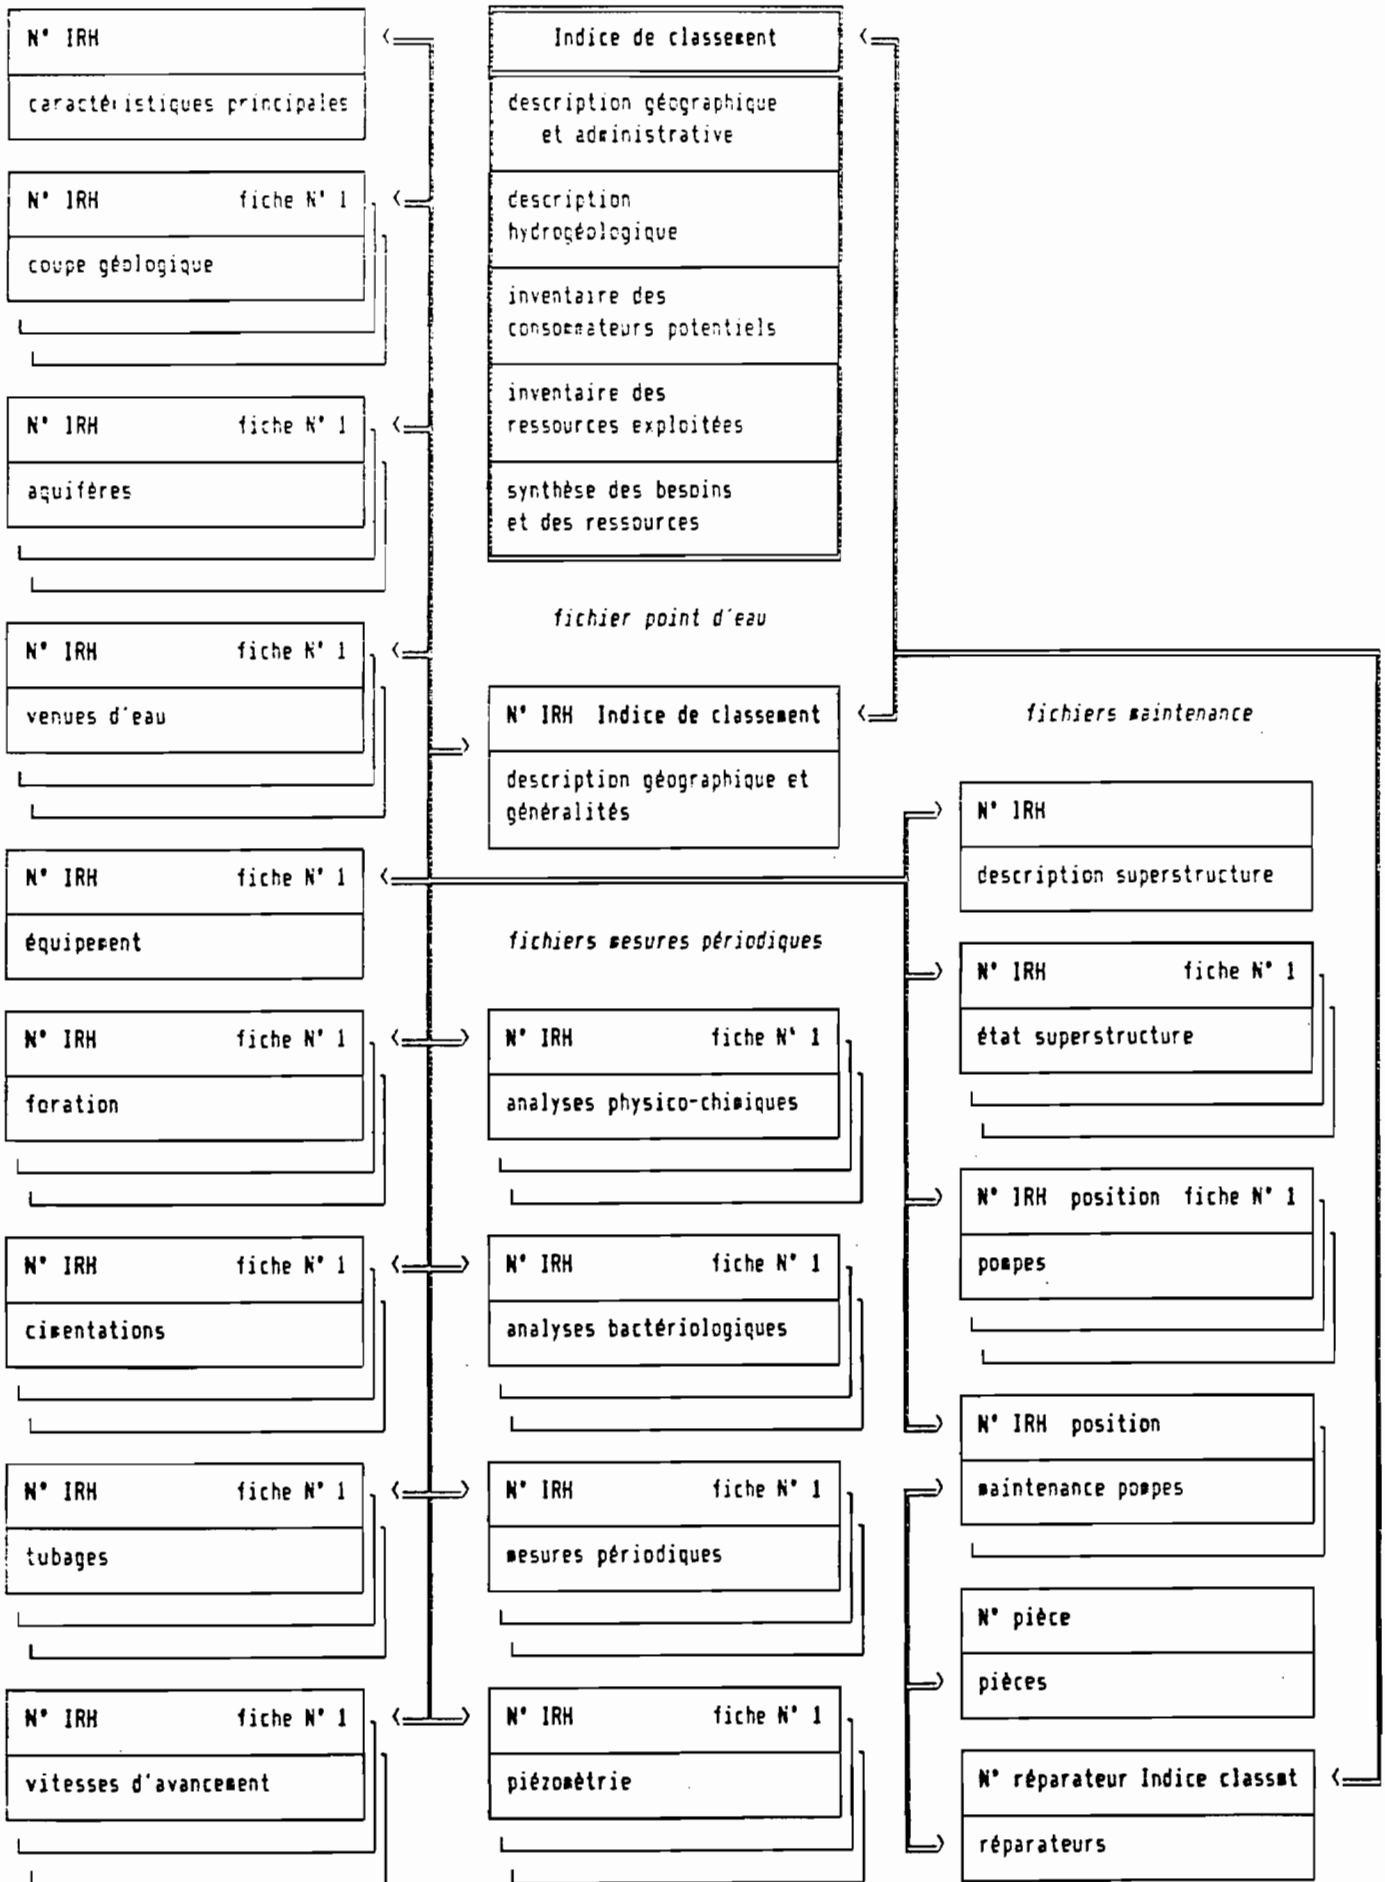 N° IRH
caractéristiques principales
N° IRH fiche N° 1
coupe géologique
N° IRH fiche N° 1
aquifères
N° IRH fiche N° 1
venues d'eau
N° IRH fiche N° 1
équipement
N° IRH fiche N° 1
foration
N° IRH fiche N° 1
cimentations
N° IRH fiche N° 1
tubages
N° IRH fiche N° 1
vitesses d'avancement
Indice de classement
description géographique
et administrative
description
hydrogéologique
inventaire des
consommateurs potentiels
inventaire des
ressources exploitées
synthèse des besoins
et des ressources
fichier point d'eau
N° IRH Indice de classement
description géographique et
généralités
fichiers mesures périodiques
N° IRH fiche N° 1
analyses physico-chimiques
N° IRH fiche N° 1
analyses bactériologiques
N° IRH fiche N° 1
mesures périodiques
N° IRH fiche N° 1
piézomètrie
fichiers maintenance
N° IRH
description superstructure
N° IRH fiche N° 1
état superstructure
N° IRH position fiche N° 1
pompes
N° IRH position
maintenance pompes
N° pièce
pièces
N° réparateur Indice classmt
réparateurs